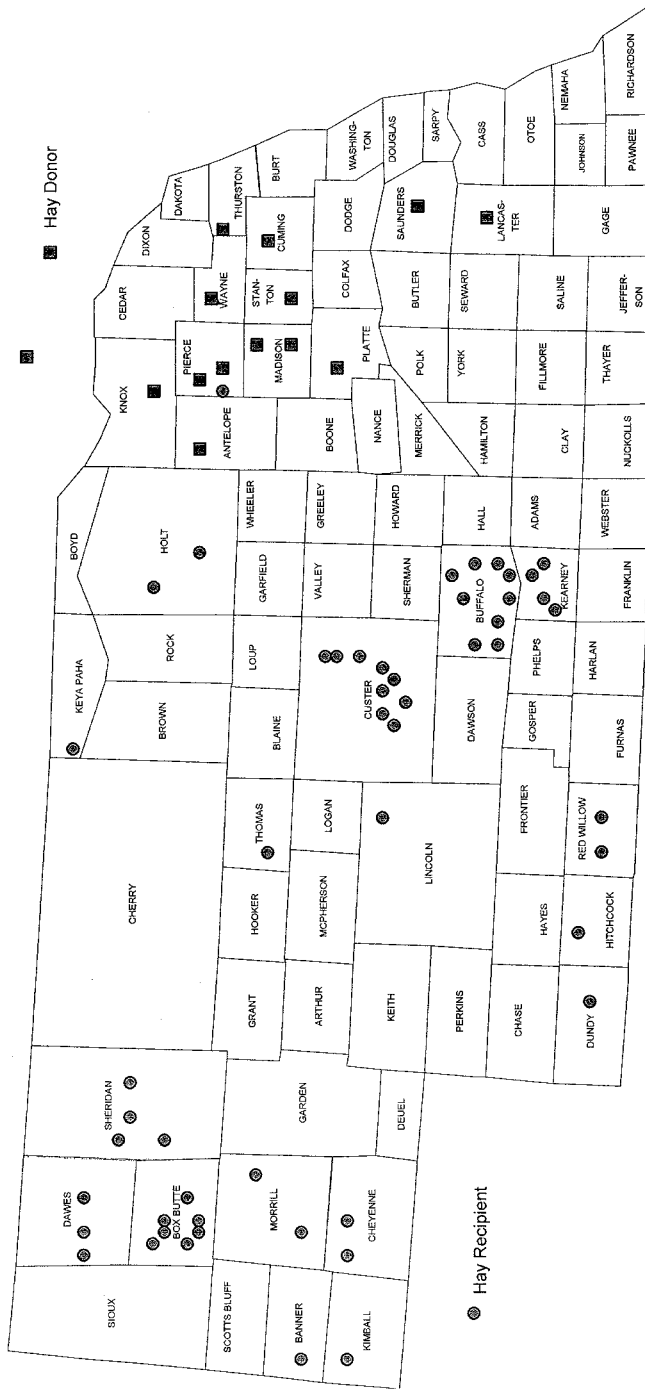 Hay Donor
Hay Recipient
SIOUX
DAWES
BOX BUTTE
SHERIDAN
SCOTTS BLUFF
BANNER
KIMBALL
MORRILL
CHEYENNE
GARDEN
DEUEL
CHERRY
GRANT
HOOKER
THOMAS
ARTHUR
MCPHERSON
LOGAN
KEITH
LINCOLN
PERKINS
CHASE
HAYES
FRONTIER
DUNDY
HITCHCOCK
RED WILLOW
KEYA PAHA
BROWN
ROCK
BLAINE
LOUP
CUSTER
DAWSON
GOSPER
PHELPS
FURNAS
HARLAN
BOYD
HOLT
GARFIELD
WHEELER
VALLEY
GREELEY
SHERMAN
HOWARD
BUFFALO
HALL
KEARNEY
ADAMS
FRANKLIN
WEBSTER
KNOX
ANTELOPE
PIERCE
BOONE
MADISON
NANCE
PLATTE
MERRICK
POLK
HAMILTON
YORK
CLAY
FILLMORE
NUCKOLLS
THAYER
CEDAR
DIXON
DAKOTA
WAYNE
THURSTON
STAN-
TON
CUMING
BURT
COLFAX
DODGE
WASHING-
TON
BUTLER
SAUNDERS
DOUGLAS
SARPY
SEWARD
LANCAS-
TER
CASS
OTOE
SALINE
GAGE
JOHNSON
NEMAHA
JEFFER-
SON
PAWNEE
RICHARDSON